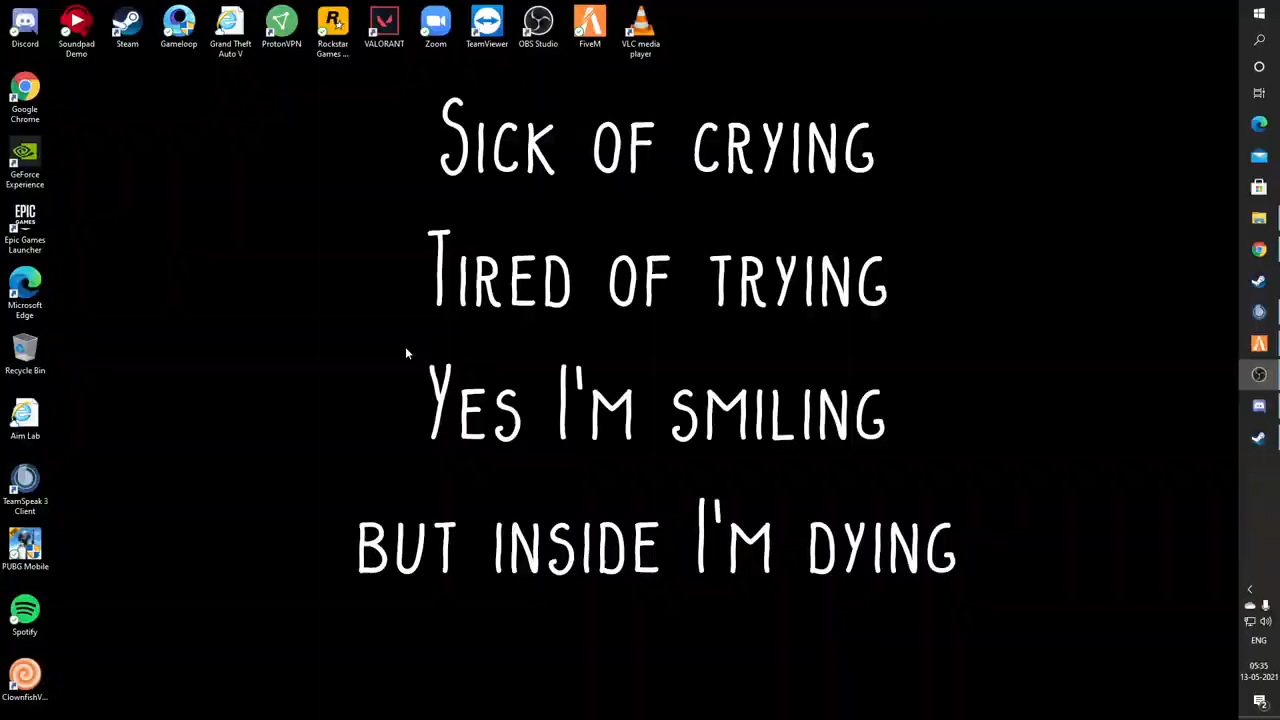 Discord
Soundpad Demo
Steam
Gameloop
Grand Theft Auto V
ProtonVPN
Rockstar Games ...
VALORANT
Zoom
TeamViewer
OBS Studio
FiveM
VLC media player
Google Chrome
GeForce Experience
EPIC GAMES
Epic Games Launcher
Microsoft Edge
Recycle Bin
Aim Lab
TeamSpeak 3 Client
PUBG Mobile
Spotify
ClownfishV...
SICK OF CRYING
TIRED OF TRYING
YES I'M SMILING
BUT INSIDE I'M DYING
ENG
05:35
13-05-2021
2